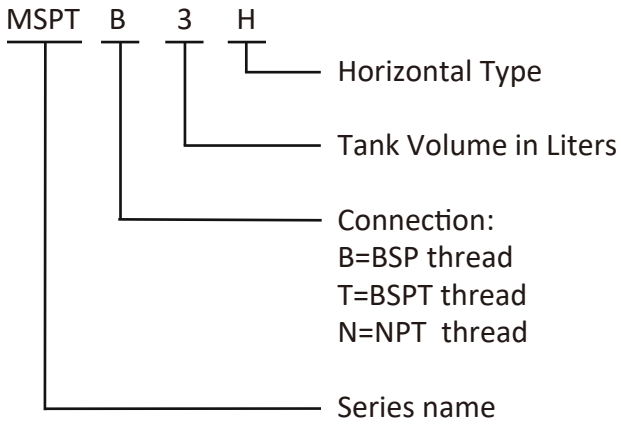 MSPT B 3 H
Horizontal Type
Tank Volume in Liters
Connection:
B=BSP thread
T=BSPT thread
N=NPT thread
Series name